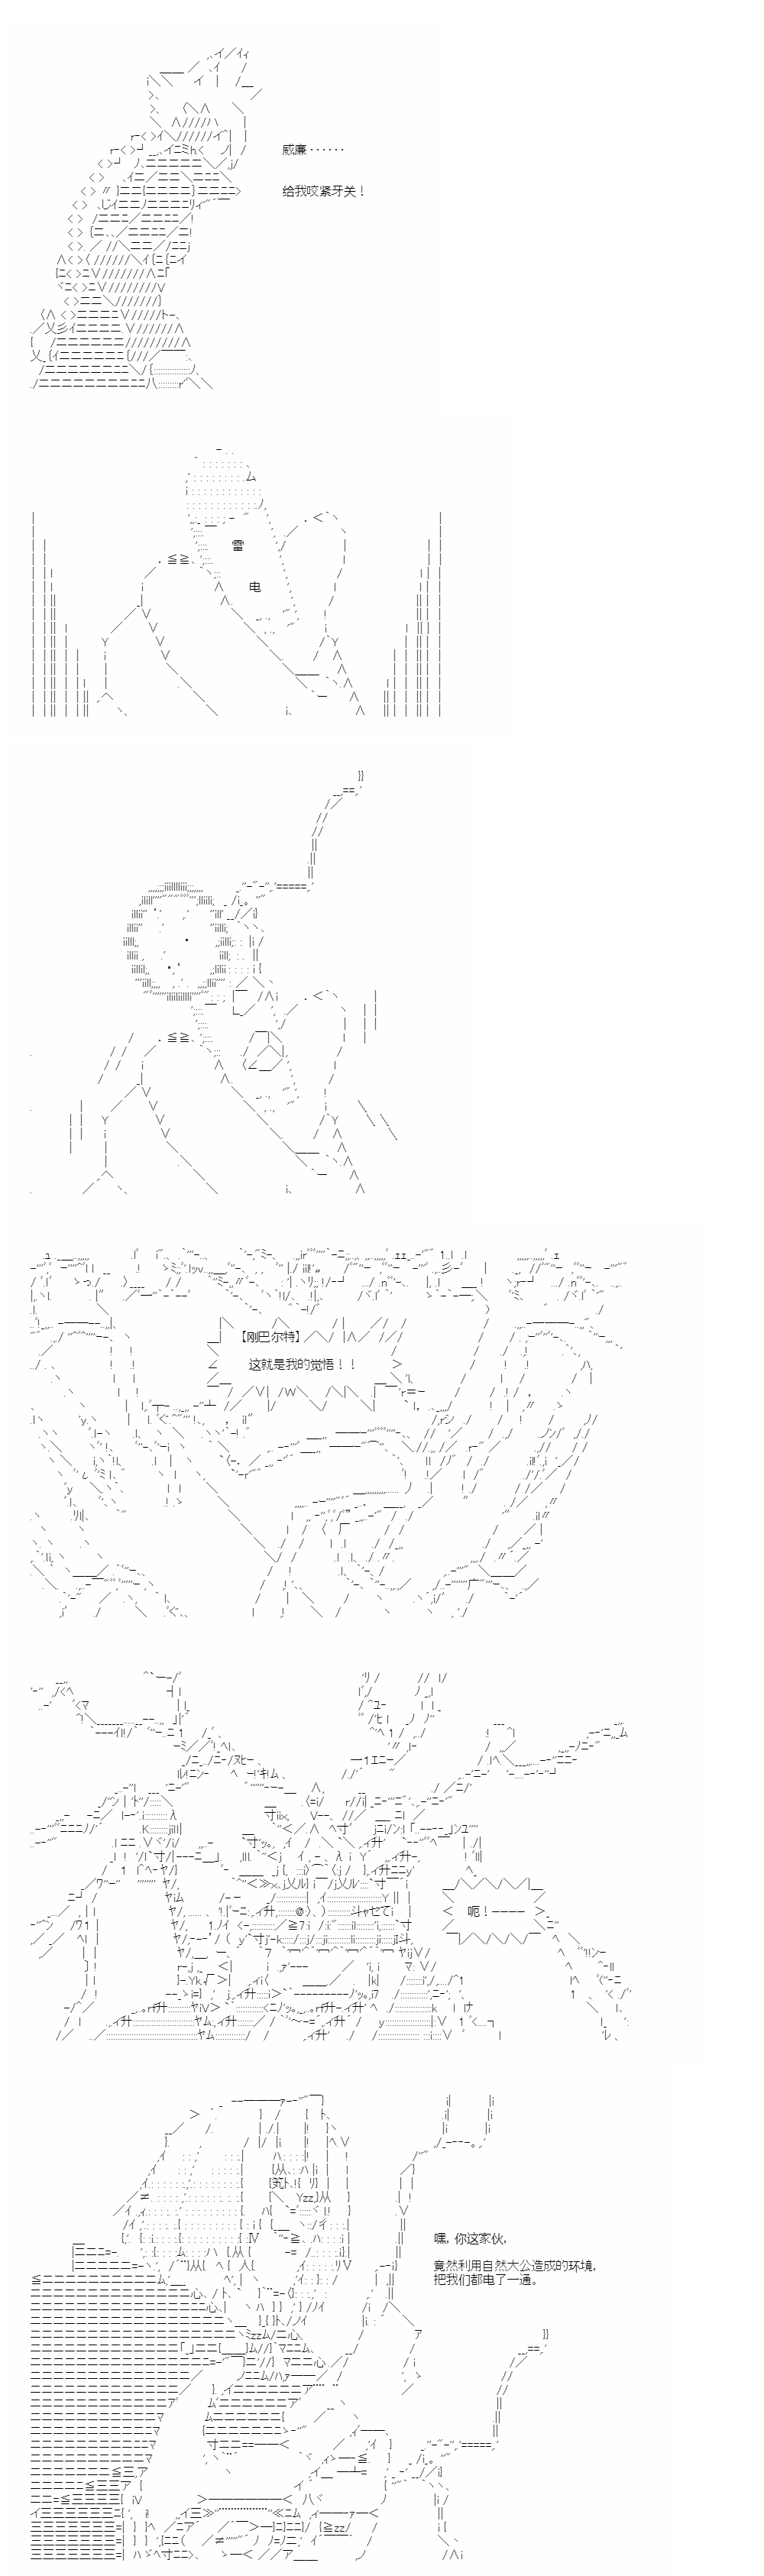 威廉‥‥‥
给我咬紧牙关！
雷
电
【刚巴尔特】
这就是我的觉悟！！
呃！────
嘿，你这家伙，
竟然利用自然大公造成的环境，
把我们都电了一通。